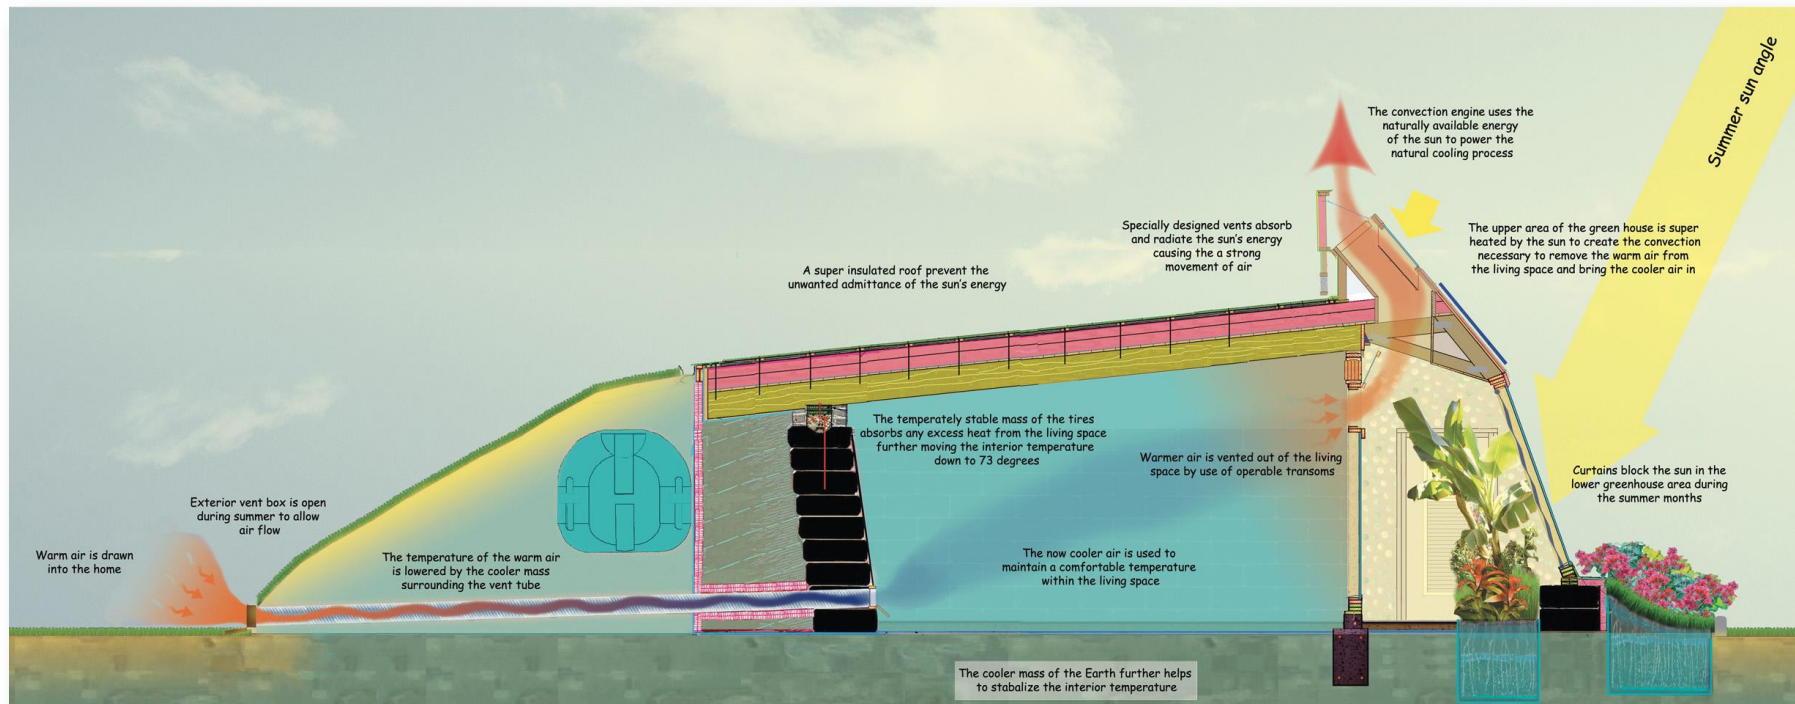 Summer sun angle
The convection engine uses the
naturally available energy
of the sun to power the
natural cooling process
Specially designed vents absorb
and radiate the sun's energy
causing the a strong
movement of air
The upper area of the green house is super
heated by the sun to create the convection
necessary to remove the warm air from
the living space and bring the cooler air in
A super insulated roof prevent the
unwanted admittance of the sun's energy
The temperately stable mass of the tires
absorbs any excess heat from the living space
further moving the interior temperature
down to 73 degrees
Warmer air is vented out of the living
space by use of operable transoms
Curtains block the sun in the
lower greenhouse area during
the summer months
Exterior vent box is open
during summer to allow
air flow
Warm air is drawn
into the home
The temperature of the warm air
is lowered by the cooler mass
surrounding the vent tube
The now cooler air is used to
maintain a comfortable temperature
within the living space
The cooler mass of the Earth further helps
to stabalize the interior temperature